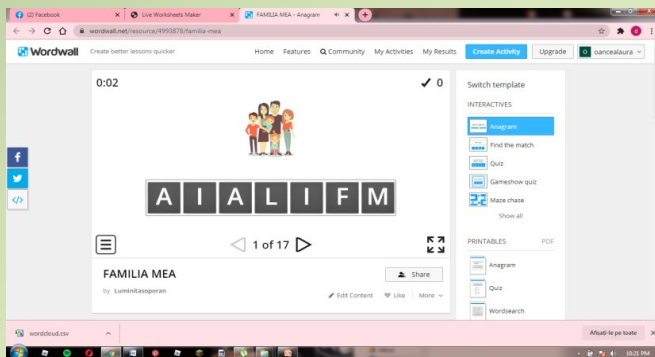 (2) Facebook
Live Worksheets Maker
FAMILIA MEA - Anagram
wordwall.net/resource/4993878/familia-mea
Wordwall
Create better lessons quicker
Home
Features
Community
My Activities
My Results
Create Activity
Upgrade
oancealaura
0:02
0
A I A L I F M
1 of 17
FAMILIA MEA
by Luminitasoporan
Share
Edit Content
Like
More
Switch template
INTERACTIVES
Anagram
Find the match
Quiz
Gameshow quiz
Maze chase
Show all
PRINTABLES
PDF
Anagram
Quiz
Wordsearch
wordcloud.csv
Afișați-le pe toate
10:21 PM